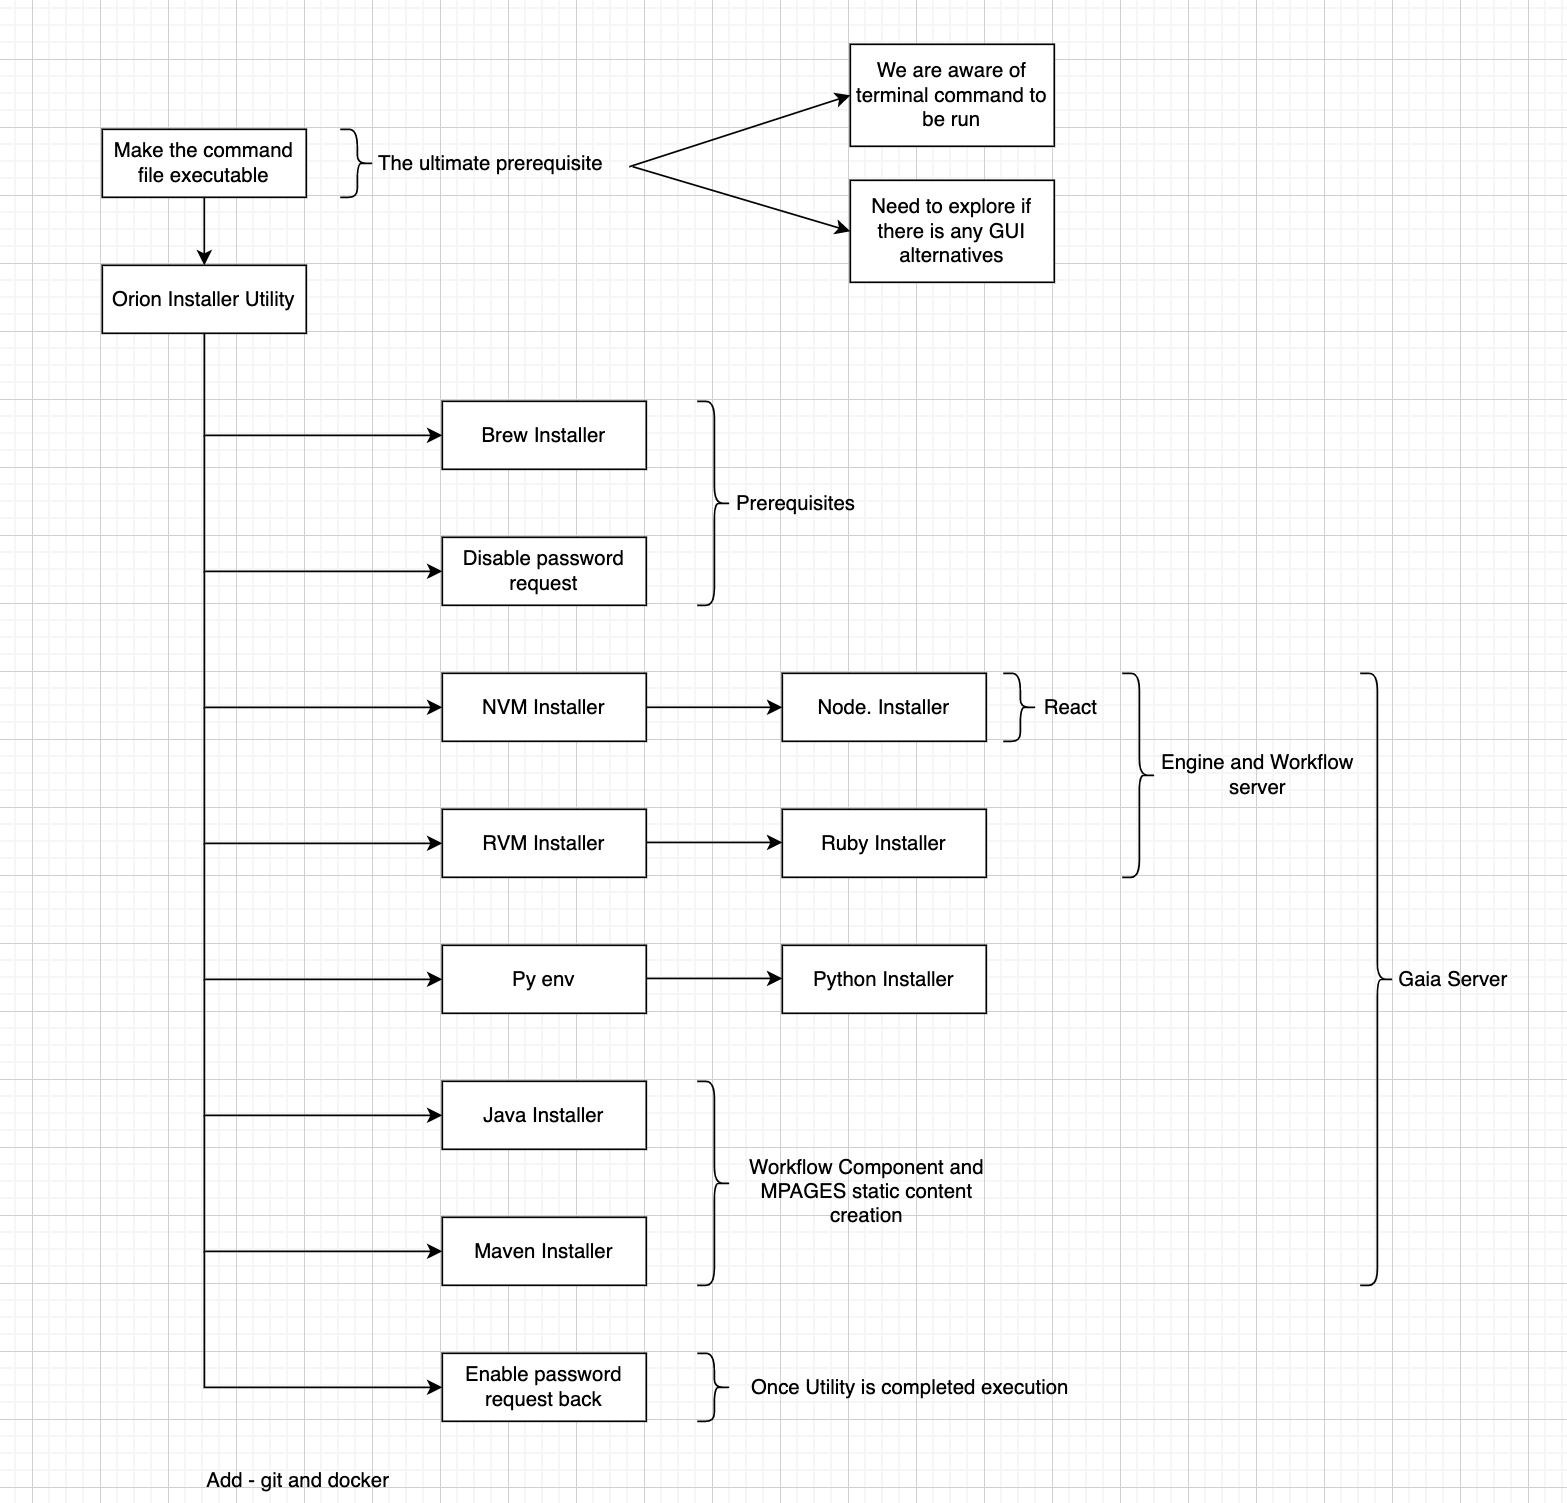 We are aware of
terminal command to
be run
Make the command
file executable
The ultimate prerequisite
Need to explore if
there is any GUI
alternatives
Orion Installer Utility
Brew Installer
Prerequisites
Disable password
request
NVM Installer
Node. Installer
React
Engine and Workflow
server
RVM Installer
Ruby Installer
Py env
Python Installer
Gaia Server
Java Installer
Workflow Component and
MPAGES static content
creation
Maven Installer
Enable password
request back
Once Utility is completed execution
Add - git and docker